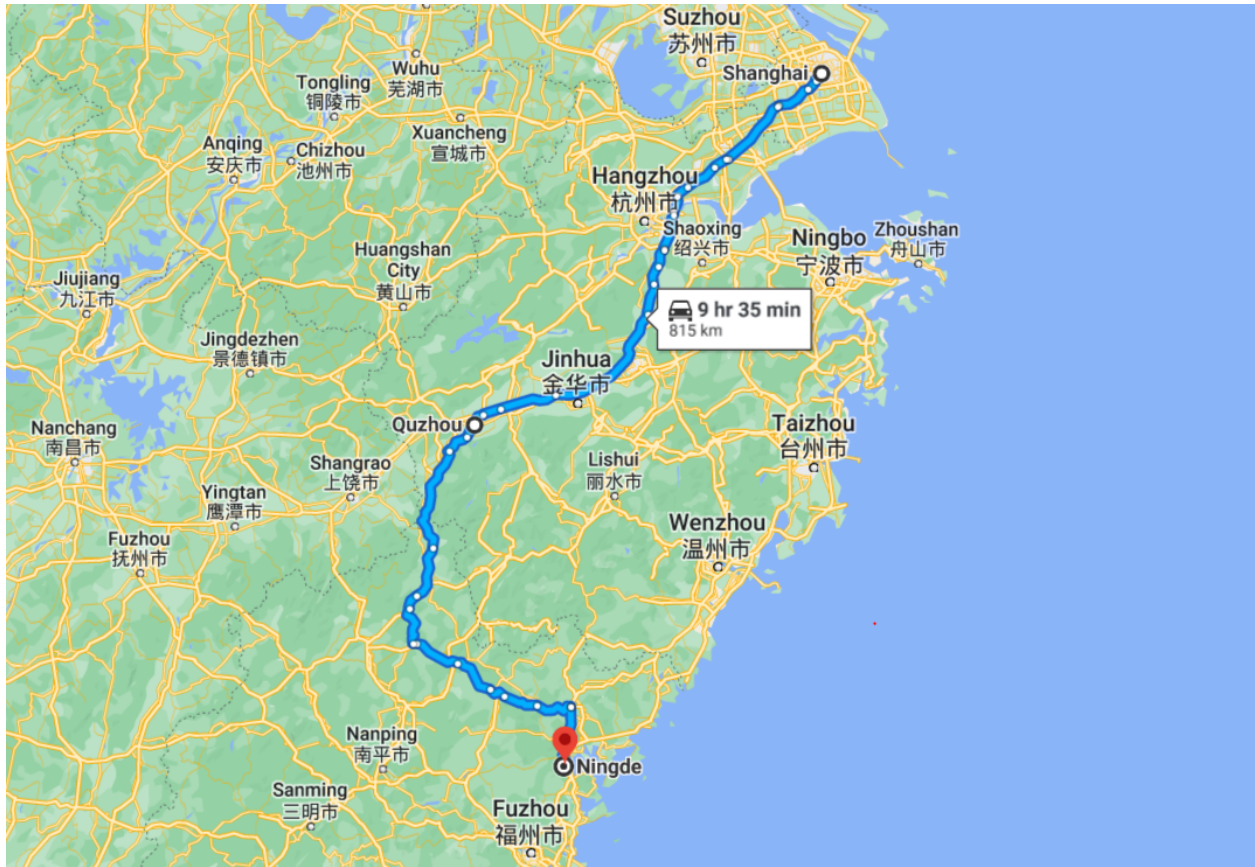 Suzhou
苏州市
Shanghai
Wuhu
芜湖市
Tongling
铜陵市
Xuancheng
宣城市
Anqing
安庆市
Chizhou
池州市
Hangzhou
杭州市
Shaoxing
绍兴市
Ningbo
宁波市
Zhoushan
舟山市
Huangshan
City
黄山市
Jiujiang
九江市
9 hr 35 min
815 km
Jingdezhen
景德镇市
Jinhua
金华市
Quzhou
Nanchang
南昌市
Taizhou
台州市
Shangrao
上饶市
Lishui
丽水市
Yingtan
鹰潭市
Wenzhou
温州市
Fuzhou
抚州市
Nanping
南平市
Ningde
Sanming
三明市
Fuzhou
福州市